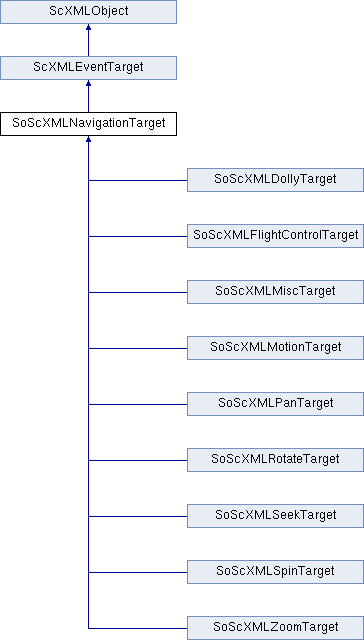 ScXMLObject
ScXMLEventTarget
SoScXMLNavigationTarget
SoScXMLDollyTarget
SoScXMLFlightControlTarget
SoScXMLMiscTarget
SoScXMLMotionTarget
SoScXMLPanTarget
SoScXMLRotateTarget
SoScXMLSeekTarget
SoScXMLSpinTarget
SoScXMLZoomTarget